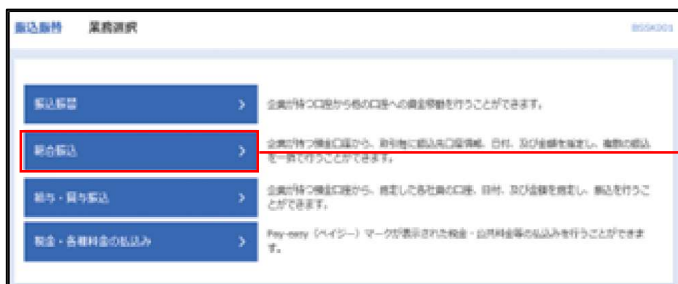 振込振替 業務選択
BSSK001
振込振替
企業が持つ口座から他の口座への資金移動を行うことができます。
総合振込
企業が持つ預金口座から、取引毎に振込先口座情報、日付、及び金額を指定し、複数の振込
を一括で行うことができます。
給与・賞与振込
企業が持つ預金口座から、指定した各社員の口座、日付、及び金額を指定し、振込を行うこ
とができます。
税金・各種料金の払込み
Pay-easy（ペイジー）マークが表示された税金・公共料金等の払込みを行うことができま
す。